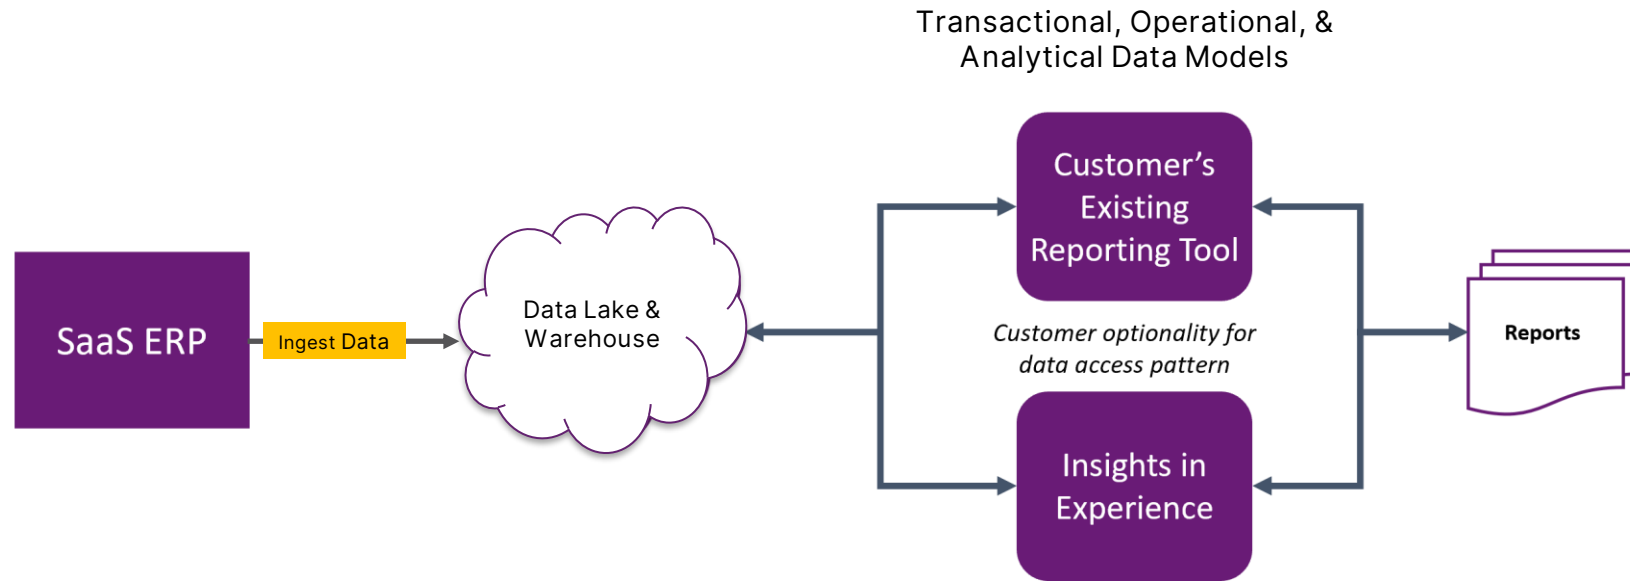 Transactional, Operational, &
Analytical Data Models
Customer’s
Existing
Reporting Tool
SaaS ERP
Ingest Data
Data Lake &
Warehouse
Customer optionality for
data access pattern
Reports
Insights in
Experience